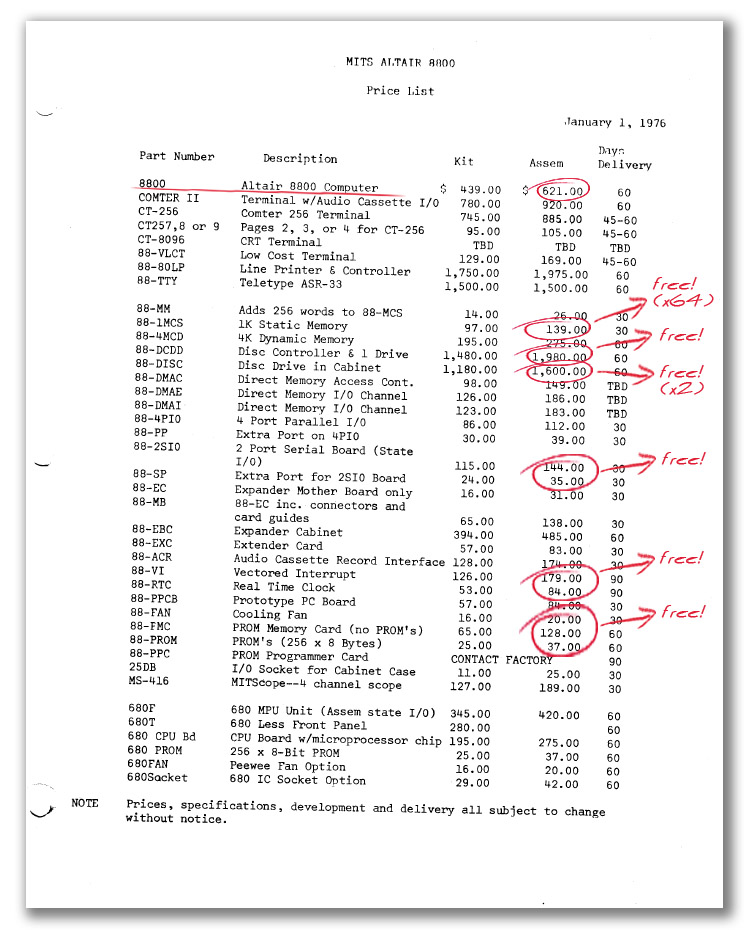 MITS ALTAIR 8800
Price List
January 1, 1976
Part Number Description Kit Assem Days Delivery
8800 Altair 8800 Computer $ 439.00 $ 621.00 60
COMTER II Terminal w/Audio Cassette I/O 780.00 920.00 60
CT-256 Comter 256 Terminal 745.00 885.00 45-60
CT257,8 or 9 Pages 2, 3, or 4 for CT-256 95.00 105.00 45-60
CT-8096 CRT Terminal TBD TBD TBD
88-VLCT Low Cost Terminal 129.00 169.00 45-60
88-80LP Line Printer & Controller 1,750.00 1,975.00 60
88-TTY Teletype ASR-33 1,500.00 1,500.00 60
free!
(x64)
88-MM Adds 256 words to 88-MCS 14.00 26.00 30
88-1MCS 1K Static Memory 97.00 139.00 30
88-4MCD 4K Dynamic Memory 195.00 275.00 60 free!
88-DCDD Disc Controller & 1 Drive 1,480.00 1,980.00 60
88-DISC Disc Drive in Cabinet 1,180.00 1,600.00 60 free!
(x2)
88-DMAC Direct Memory Access Cont. 98.00 149.00 TBD
88-DMAE Direct Memory I/O Channel 126.00 186.00 TBD
88-DMAI Direct Memory I/O Channel 123.00 183.00 TBD
88-4PIO 4 Port Parallel I/O 86.00 112.00 30
88-PP Extra Port on 4PIO 30.00 39.00 30
88-2SIO 2 Port Serial Board (State
I/O) 115.00 144.00 30 free!
88-SP Extra Port for 2SIO Board 24.00 35.00 30
88-EC Expander Mother Board only 16.00 31.00 30
88-MB 88-EC inc. connectors and
card guides 65.00 138.00 30
88-EBC Expander Cabinet 394.00 485.00 60
88-EXC Extender Card 57.00 83.00 30
88-ACR Audio Cassette Record Interface 128.00 174.00 30 free!
88-VI Vectored Interrupt 126.00 179.00 90
88-RTC Real Time Clock 53.00 84.00 90
88-PPCB Prototype PC Board 57.00 84.00 30
88-FAN Cooling Fan 16.00 20.00 30 free!
88-FMC PROM Memory Card (no PROM's) 65.00 128.00 60
88-PROM PROM's (256 x 8 Bytes) 25.00 37.00 60
88-PPC PROM Programmer Card CONTACT FACTORY 90
25DB I/O Socket for Cabinet Case 11.00 25.00 30
MS-416 MITScope--4 channel scope 127.00 189.00 30
680F 680 MPU Unit (Assem state I/O) 345.00 420.00 60
680T 680 Less Front Panel 280.00 60
680 CPU Bd CPU Board w/microprocessor chip 195.00 275.00 60
680 PROM 256 x 8-Bit PROM 25.00 37.00 60
680FAN Peewee Fan Option 16.00 20.00 60
680Socket 680 IC Socket Option 29.00 42.00 60
NOTE Prices, specifications, development and delivery all subject to change
without notice.